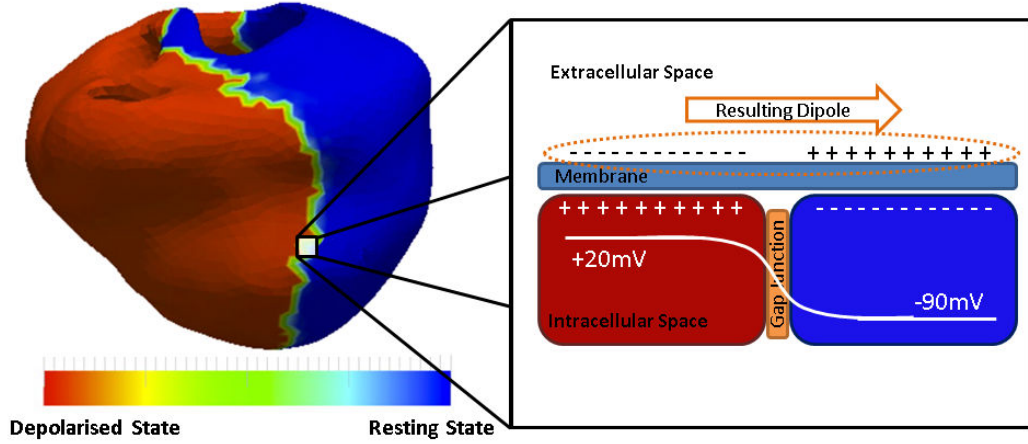 Extracellular Space
Resulting Dipole
- - - - - - - - - - - - - + + + + + + + + + +
Membrane
+ + + + + + + + + + - - - - - - - - - - - - -
+20mV
Gap Junction
-90mV
Intracellular Space
Depolarised State Resting State